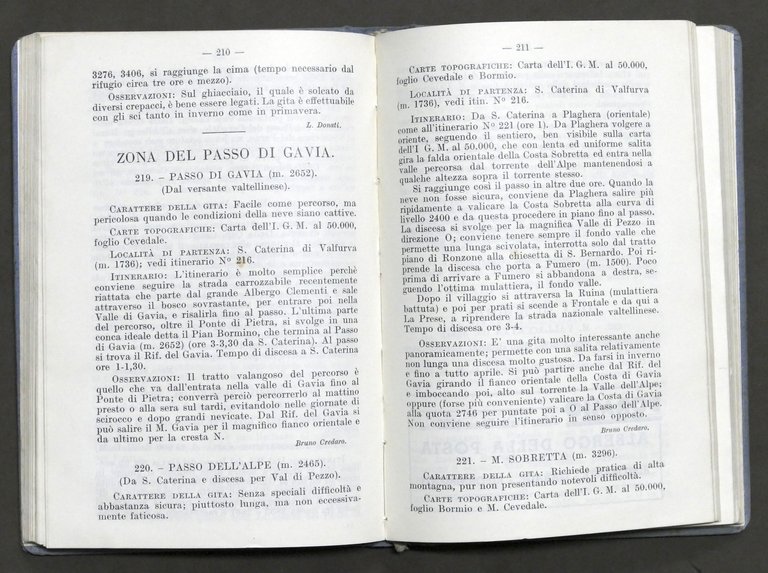 — 210 —
3276, 3406, si raggiunge la cima (tempo necessario dal
rifugio circa tre ore e mezzo).
OSSERVAZIONI: Sul ghiacciaio, il quale è solcato da
diversi crepacci, è bene essere legati. La gita è effettuabile
con gli sci tanto in inverno come in primavera.
L. Donati.
ZONA DEL PASSO DI GAVIA.
219. – PASSO DI GAVIA (m. 2652).
(Dal versante valtellinese).
CARATTERE DELLA GITA: Facile come percorso, ma
pericolosa quando le condizioni della neve siano cattive.
CARTE TOPOGRAFICHE: Carta dell'I. G. M. al 50.000,
foglio Cevedale.
LOCALITÀ DI PARTENZA: S. Caterina di Valfurva
(m. 1736); vedi itinerario Nº 216.
ITINERARIO: L'itinerario è molto semplice perchè
conviene seguire la strada carrozzabile recentemente
riattata che parte dal grande Albergo Clementi e sale
attraverso il bosco sovrastante, per entrare poi nella
Valle di Gavia, e risalirla fino al passo. L'ultima parte
del percorso, oltre il Ponte di Pietra, si svolge in una
conca ideale detta il Pian Bormino, che termina al Passo
di Gavia (m. 2652) (ore 3-3,30 da S. Caterina). Al passo
si trova il Rif. del Gavia. Tempo di discesa a S. Caterina
ore 1-1,30.
OSSERVAZIONI: Il tratto valangoso del percorso è
quello che va dall'entrata nella valle di Gavia fino al
Ponte di Pietra; converrà perciò percorrerlo al mattino
presto o alla sera sul tardi, evitandolo nelle giornate di
scirocco e dopo grandi nevicate. Dal Rif. del Gavia si
può salire il M. Gavia per il magnifico fianco orientale e
da ultimo per la cresta N.
Bruno Credaro.
220. – PASSO DELL'ALPE (m. 2465).
(Da S. Caterina e discesa per Val di Pezzo).
CARATTERE DELLA GITA: Senza speciali difficoltà e
abbastanza sicura; piuttosto lunga, ma non eccessiva-
mente faticosa.
— 211 —
CARTE TOPOGRAFICHE: Carta dell'I. G. M. al 50.000,
foglio Cevedale e Bormio.
LOCALITÀ DI PARTENZA: S. Caterina di Valfurva
(m. 1736), vedi itin. Nº 216.
ITINERARIO: Da S. Caterina a Plaghera (orientale)
come all'itinerario Nº 221 (ore 1). Da Plaghera volgere a
oriente, seguendo il sentiero, ben visibile sulla carta
dell'I G. M. al 50.000, che con lenta ed uniforme salita
gira la falda orientale della Costa Sobretta ed entra nella
valle percorsa dal torrente dell'Alpe mantenendosi a
qualche altezza sopra il torrente stesso.
Si raggiunge così il passo in altre due ore. Quando la
neve non fosse sicura, conviene da Plaghera salire più
ripidamente a valicare la Costa Sobretta alla curva di
livello 2400 e da questa procedere in piano fino al passo.
La discesa si svolge per la magnifica Valle di Pezzo in
direzione O; conviene tenere sempre il fondo valle che
permette una lunga scivolata, interrotta solo dal tratto
piano di Ronzone alla chiesetta di S. Bernardo. Poi ri-
prende la discesa che porta a Fumero (m. 1500). Poco
prima di arrivare a Fumero si abbandona a destra, se-
guendo l'ottima mulattiera, il fondo valle.
Dopo il villaggio si attraversa la Ruina (mulattiera
battuta) e poi per prati si scende a Frontale e da qui a
La Prese, a riprendere la strada nazionale valtellinese.
Tempo di discesa ore 3-4.
OSSERVAZIONI: E' una gita molto interessante anche
panoramicamente; permette con una salita relativamente
non lunga una discesa molto gustosa. Da farsi in inverno
e fino a tutto aprile. Si può partire anche dal Rif. del
Gavia girando il fianco orientale della Costa di Gavia
e imboccando poi, alto sul torrente la Valle dell'Alpe;
oppure (forse più conveniente) valicare la Costa di Gavia
alla quota 2746 per puntate poi a O al Passo dell'Alpe.
Non conviene seguire l'itinerario in senso opposto.
Bruno Credaro.
221. – M. SOBRETTA (m. 3296).
CARATTERE DELLA GITA: Richiede pratica di alta
montagna, pur non presentando notevoli difficoltà.
CARTE TOPOGRAFICHE: Carta dell'I. G. M. al 50.000,
foglio Bormio e M. Cevedale.